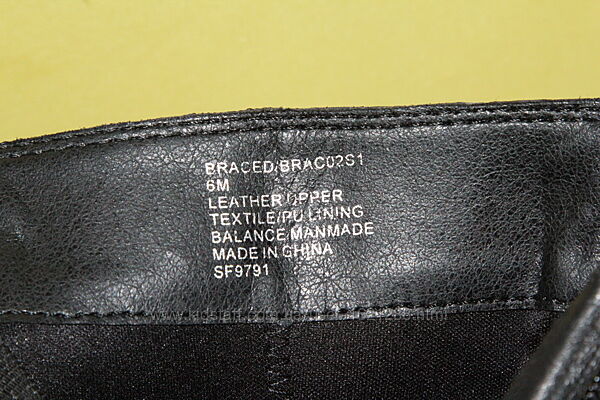 BRACED/BRAC02S1
6M
LEATHER UPPER
TEXTILE/PU LINING
BALANCE MANMADE
MADE IN CHINA
SF9791